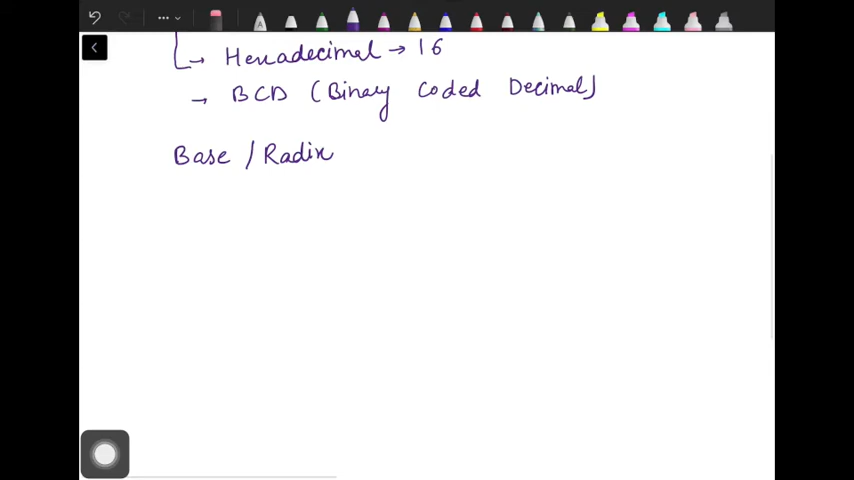 → Hexadecimal → 16
→ BCD (Binary Coded Decimal)
Base / Radix